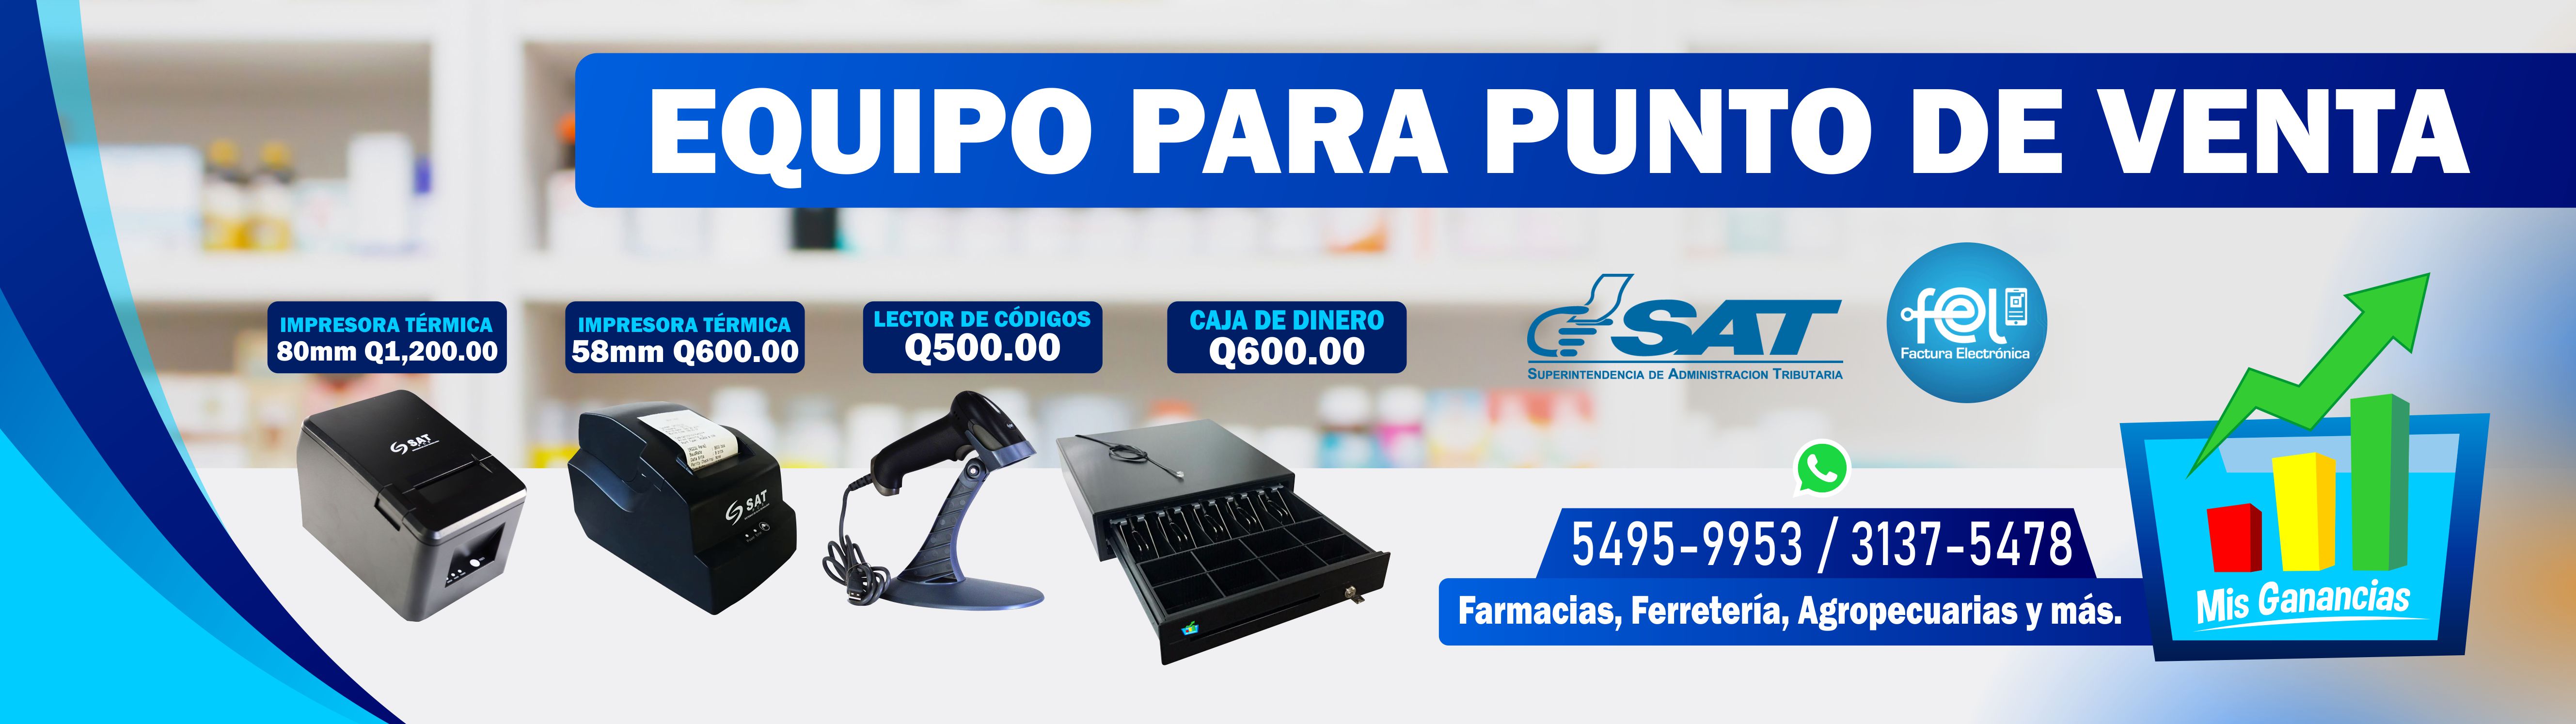 EQUIPO PARA PUNTO DE VENTA
IMPRESORA TÉRMICA
80mm Q1,200.00
IMPRESORA TÉRMICA
58mm Q600.00
LECTOR DE CÓDIGOS
Q500.00
CAJA DE DINERO
Q600.00
SAT
SUPERINTENDENCIA DE ADMINISTRACION TRIBUTARIA
fel
Factura Electrónica
SAT
SAT
5495-9953 / 3137-5478
Farmacias, Ferretería, Agropecuarias y más.
Mis Ganancias